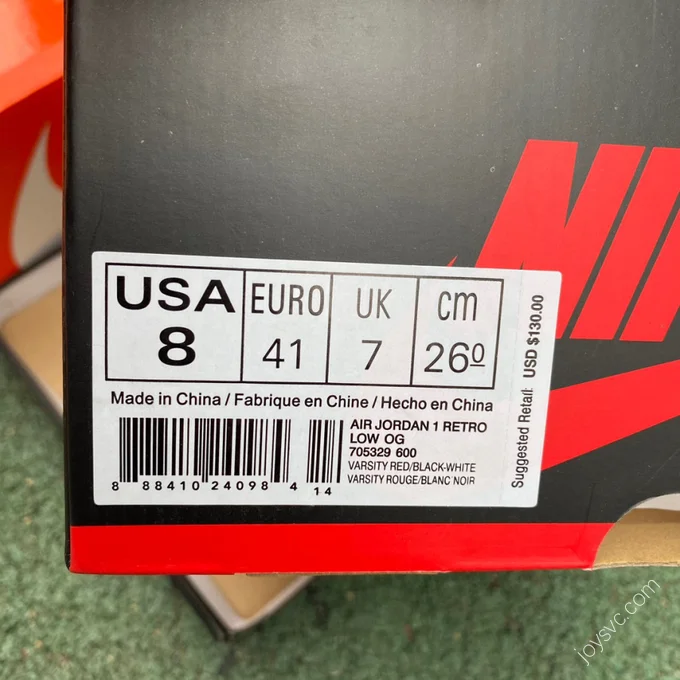 NIK
USA EURO UK cm
8 41 7 26⁰
Made in China / Fabrique en Chine / Hecho en China
AIR JORDAN 1 RETRO
LOW OG
705329 600
VARSITY RED/BLACK-WHITE
VARSITY ROUGE/BLANC NOIR
8 88410 24098 4 14
Suggested Retail: USD $130.00
joysvc.com